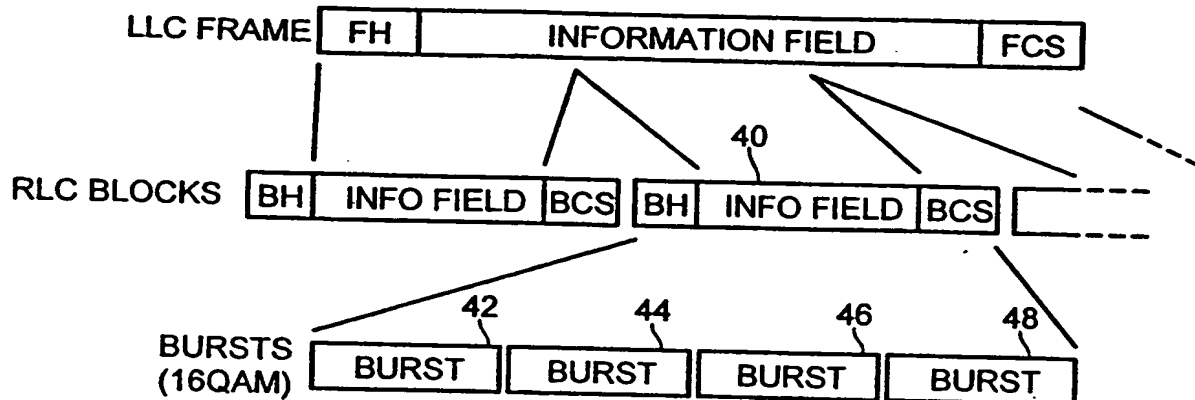 LLC FRAME FH INFORMATION FIELD FCS
40
RLC BLOCKS BH INFO FIELD BCS BH INFO FIELD BCS
42 44 46 48
BURSTS
(16QAM)
BURST BURST BURST BURST